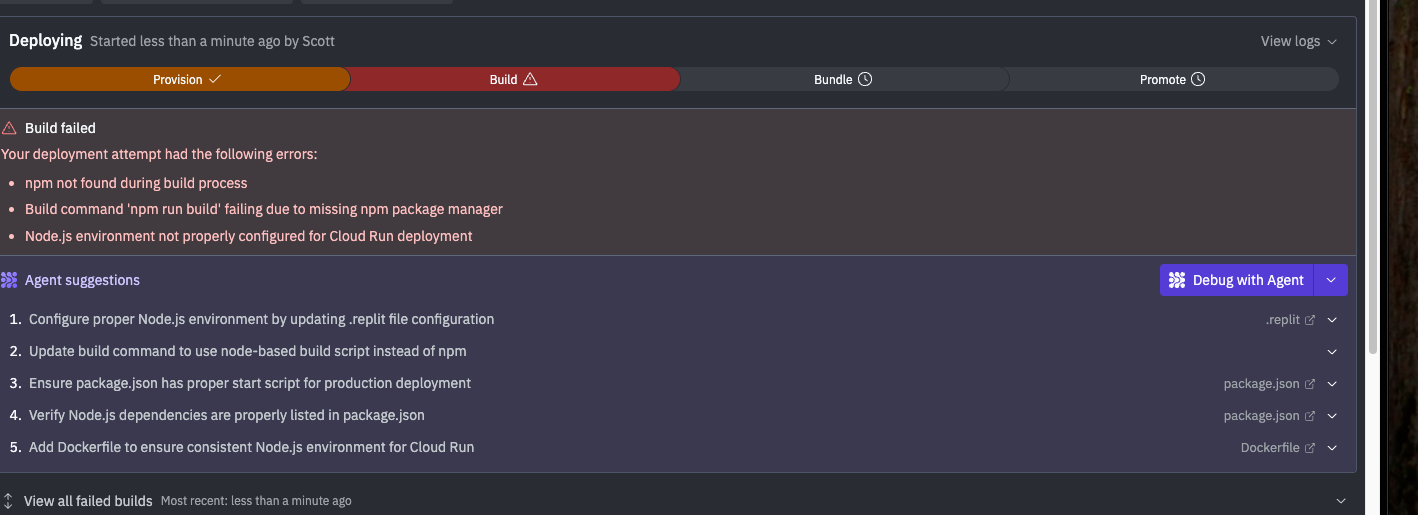 Deploying Started less than a minute ago by Scott View logs
Provision Build Bundle Promote
Build failed
Your deployment attempt had the following errors:
• npm not found during build process
• Build command 'npm run build' failing due to missing npm package manager
• Node.js environment not properly configured for Cloud Run deployment
Agent suggestions Debug with Agent
1. Configure proper Node.js environment by updating .replit file configuration .replit
2. Update build command to use node-based build script instead of npm
3. Ensure package.json has proper start script for production deployment package.json
4. Verify Node.js dependencies are properly listed in package.json package.json
5. Add Dockerfile to ensure consistent Node.js environment for Cloud Run Dockerfile
View all failed builds Most recent: less than a minute ago